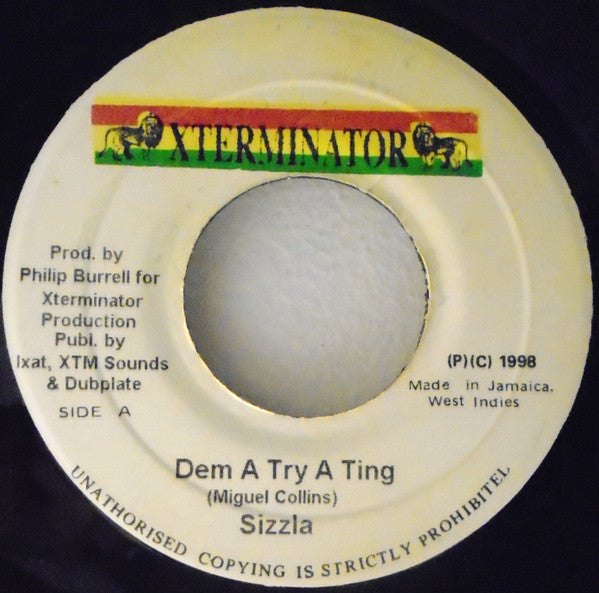 XTERMINATOR
Prod. by
Philip Burrell for
Xterminator
Production
Publ. by
Ixat, XTM Sounds
& Dubplate
SIDE A
(P)(C) 1998
Made in Jamaica.
West Indies
Dem A Try A Ting
(Miguel Collins)
Sizzla
UNATHORISED COPYING IS STRICTLY PROHIBITEL